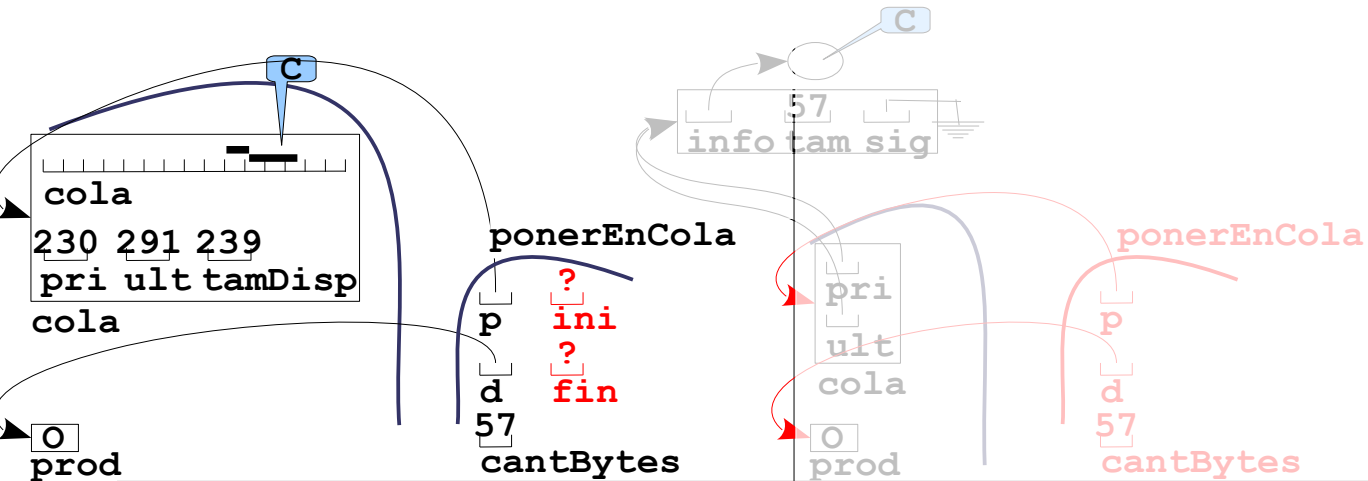 C
cola
230 291 239
pri ult tamDisp
cola
ponerEnCola
?
p ini
?
d fin
57
cantBytes
O
prod
C
57
info tam sig
pri
ult
cola
O
prod
ponerEnCola
p
d
57
cantBytes